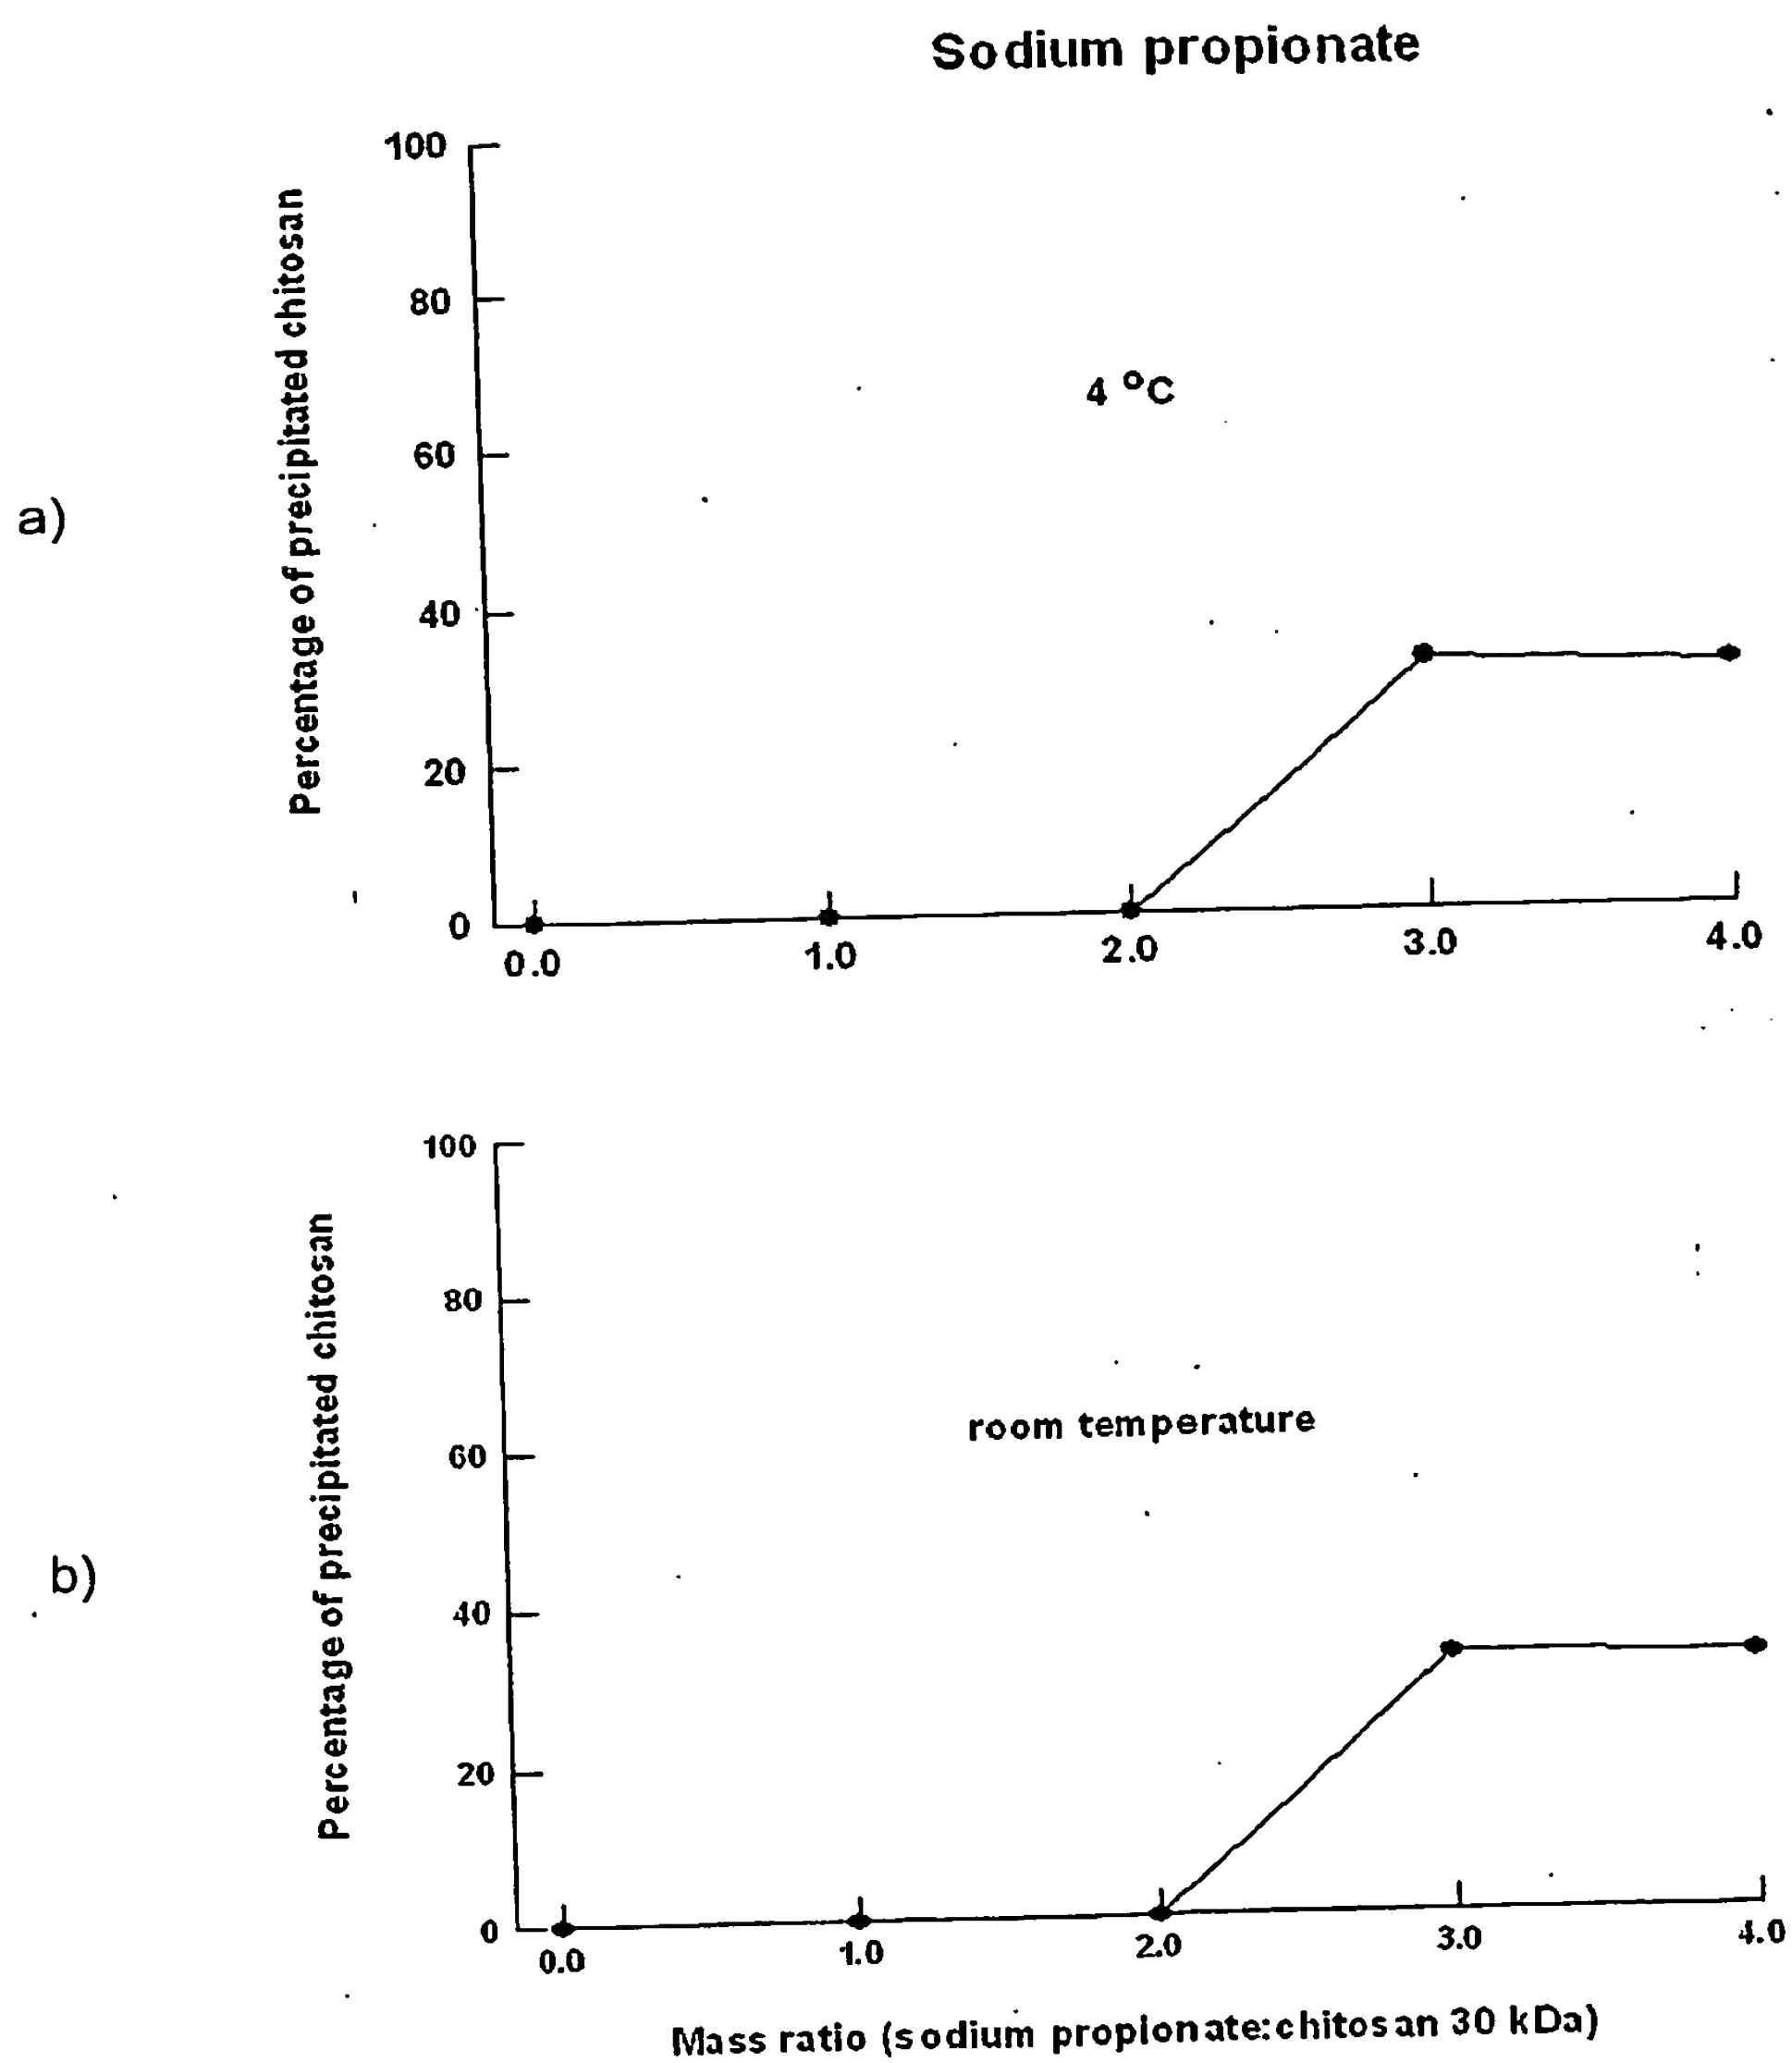 Sodium propionate
a)
Percentage of precipitated chitosan
100
80
60
40
20
0
4 °C
0.0 1.0 2.0 3.0 4.0
b)
Percentage of precipitated chitosan
100
80
60
40
20
0
room temperature
0.0 1.0 2.0 3.0 4.0
Mass ratio (sodium propionate:chitosan 30 kDa)